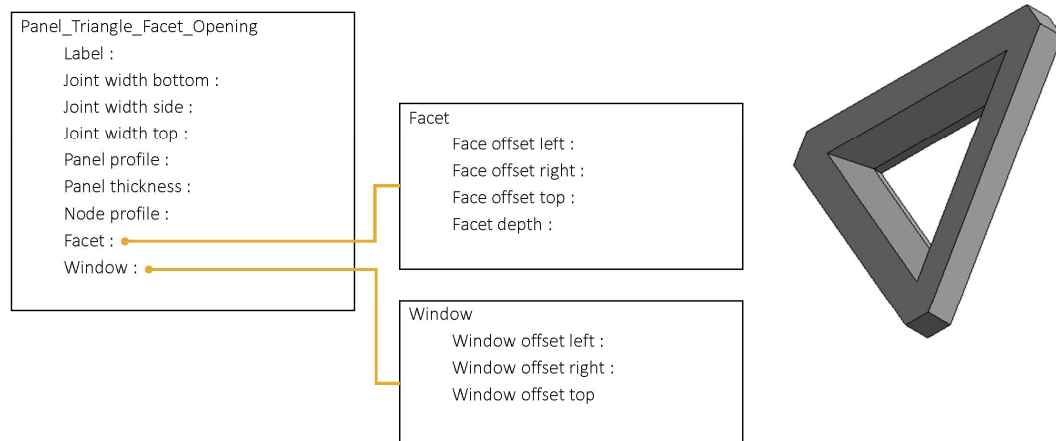 Panel_Triangle_Facet_Opening
Label :
Joint width bottom :
Joint width side :
Joint width top :
Panel profile :
Panel thickness :
Node profile :
Facet :
Window :
Facet
Face offset left :
Face offset right :
Face offset top :
Facet depth :
Window
Window offset left :
Window offset right :
Window offset top